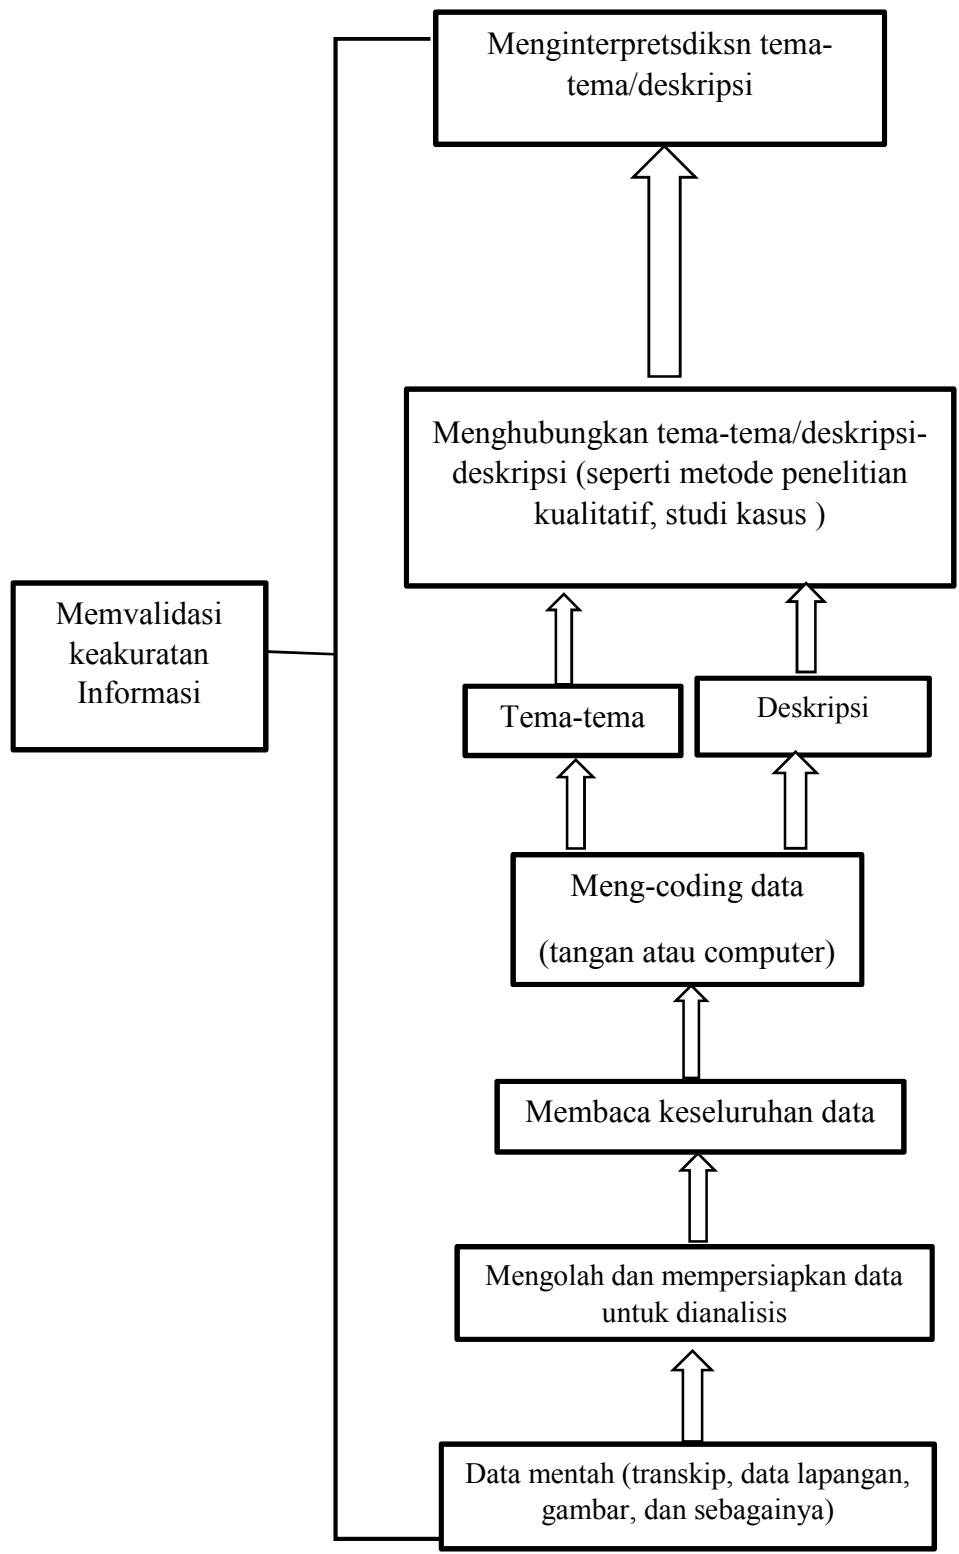 Menginterpretsdiksn tema-
tema/deskripsi
Menghubungkan tema-tema/deskripsi-
deskripsi (seperti metode penelitian
kualitatif, studi kasus )
Memvalidasi
keakuratan
Informasi
Tema-tema
Deskripsi
Meng-coding data
(tangan atau computer)
Membaca keseluruhan data
Mengolah dan mempersiapkan data
untuk dianalisis
Data mentah (transkip, data lapangan,
gambar, dan sebagainya)